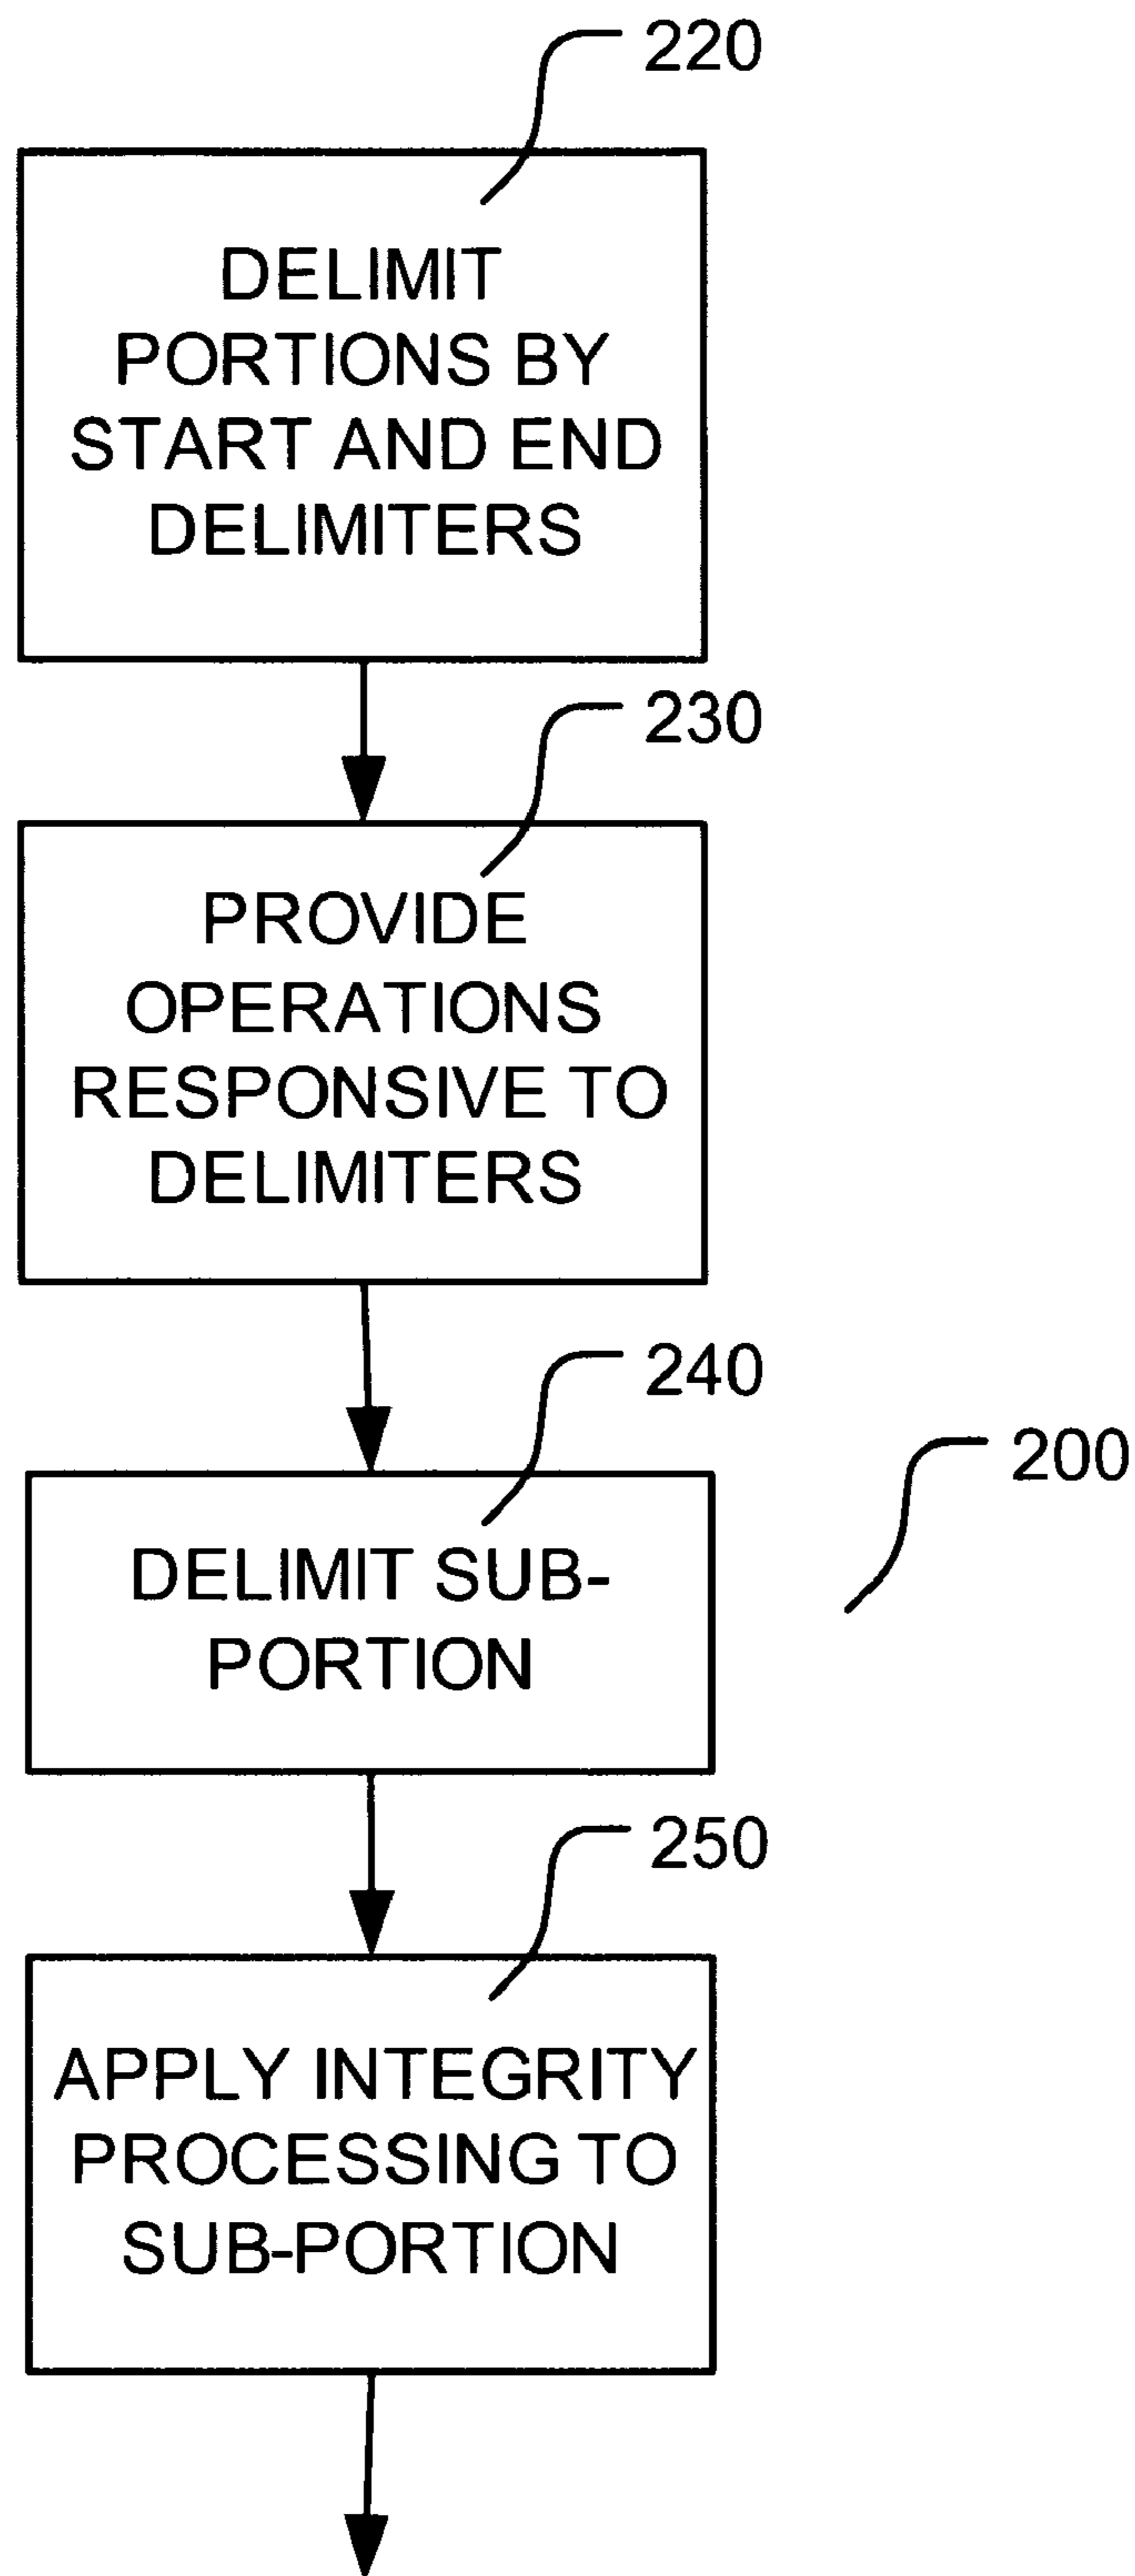 220
DELIMIT
PORTIONS BY
START AND END
DELIMITERS
230
PROVIDE
OPERATIONS
RESPONSIVE TO
DELIMITERS
240
200
DELIMIT SUB-
PORTION
250
APPLY INTEGRITY
PROCESSING TO
SUB-PORTION